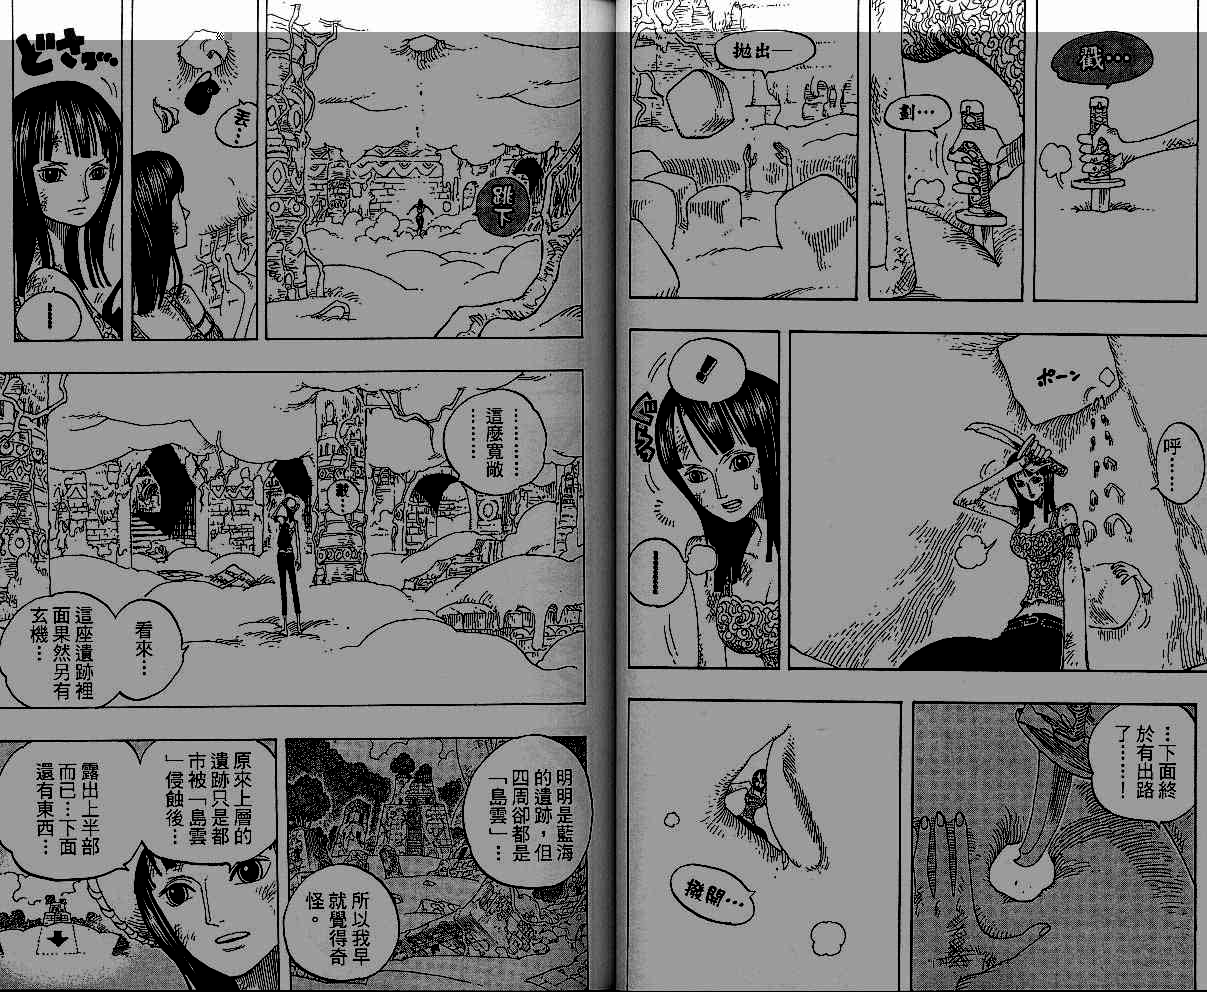 戳…
劃…
拋出—
ポーン
呼……
!!
…………
…下面終
於有出路
了……!
撥開…
跳下
丟…
どさっ…
……
…………
這麼寬敞
…………
戴…
看來…
這座遺跡裡
面果然另有
玄機…
明明是藍海
的遺跡,但
四周卻都是
「島雲」…
所以我早
就覺得奇
怪。
原來上層的
遺跡只是都
市被「島雲
」侵蝕後…
露出上半部
而已…下面
還有東西…